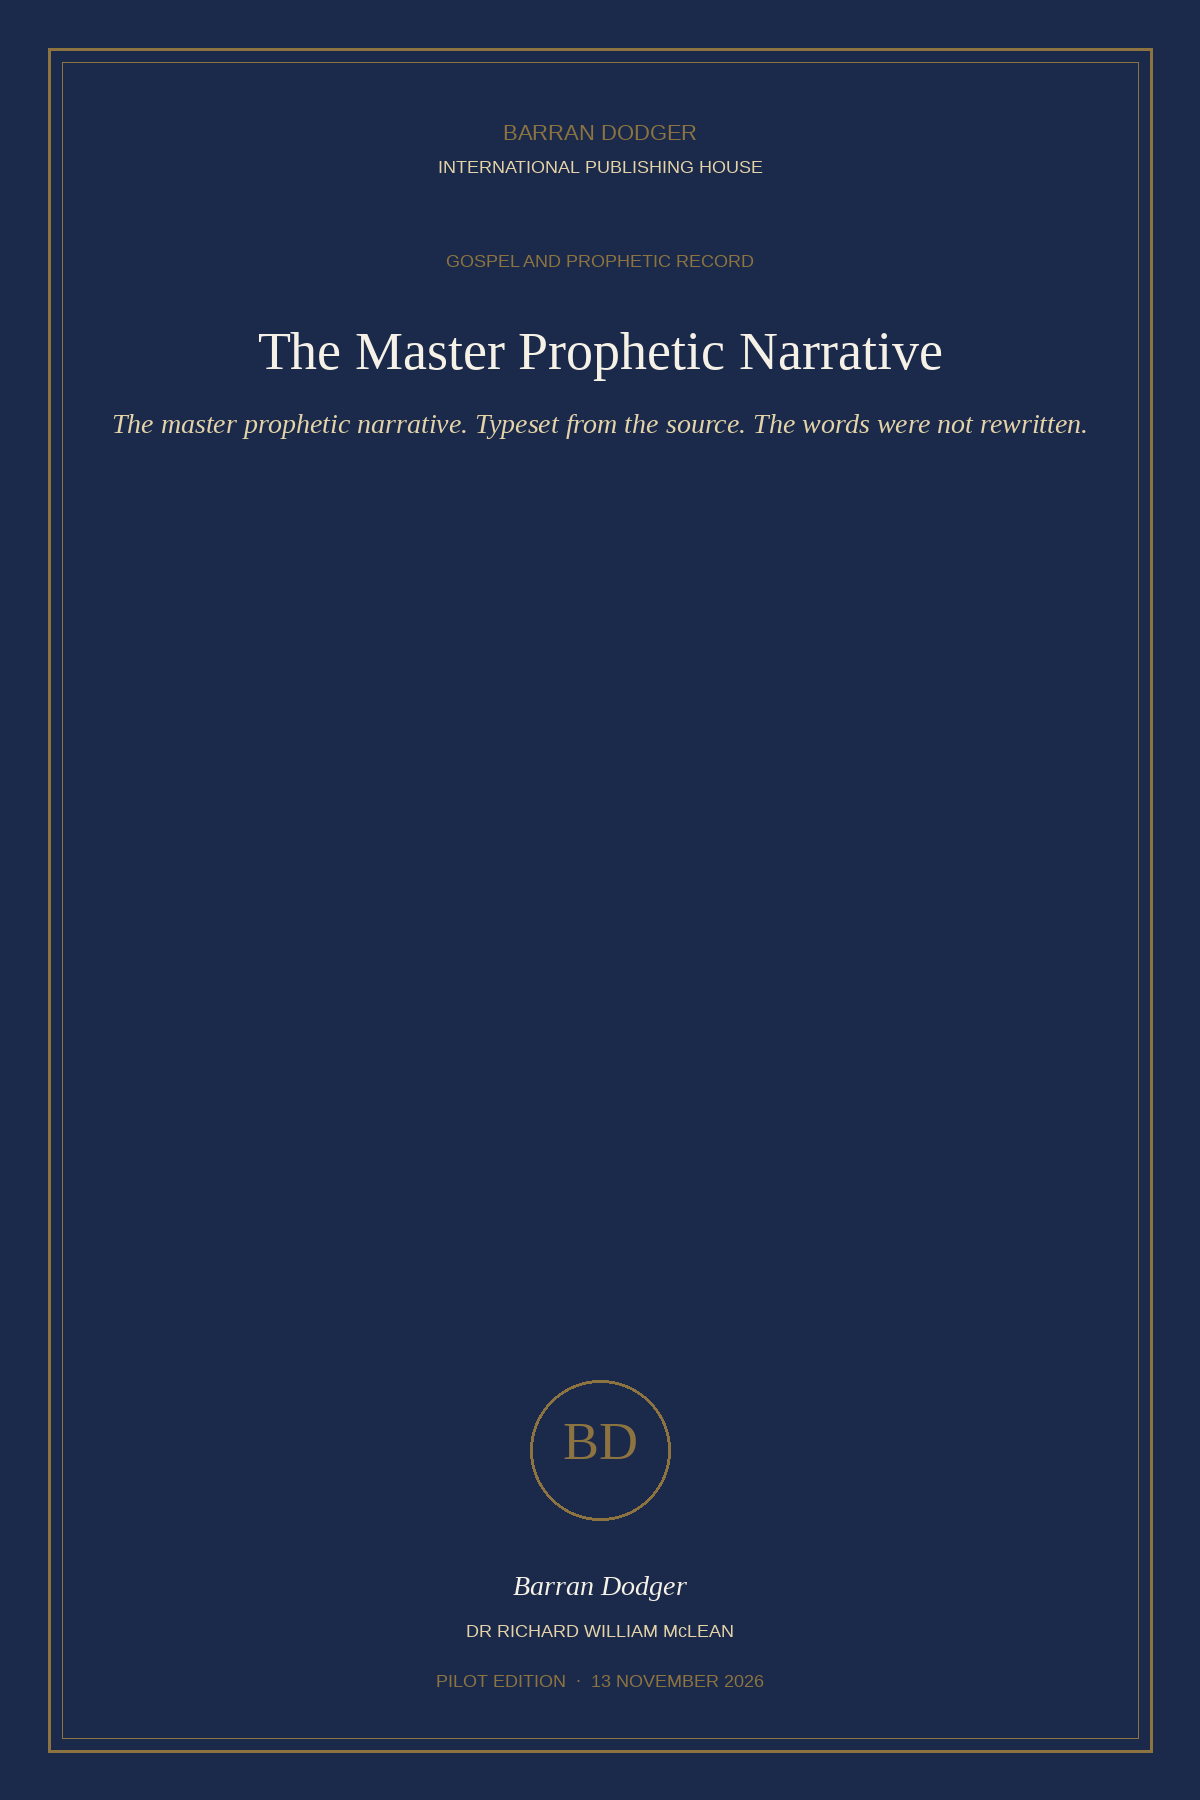 BARRAN DODGER
INTERNATIONAL PUBLISHING HOUSE
GOSPEL AND PROPHETIC RECORD
The Master Prophetic Narrative
The master prophetic narrative. Typeset from the source. The words were not rewritten.
BD
Barran Dodger
DR RICHARD WILLIAM McLEAN
PILOT EDITION · 13 NOVEMBER 2026